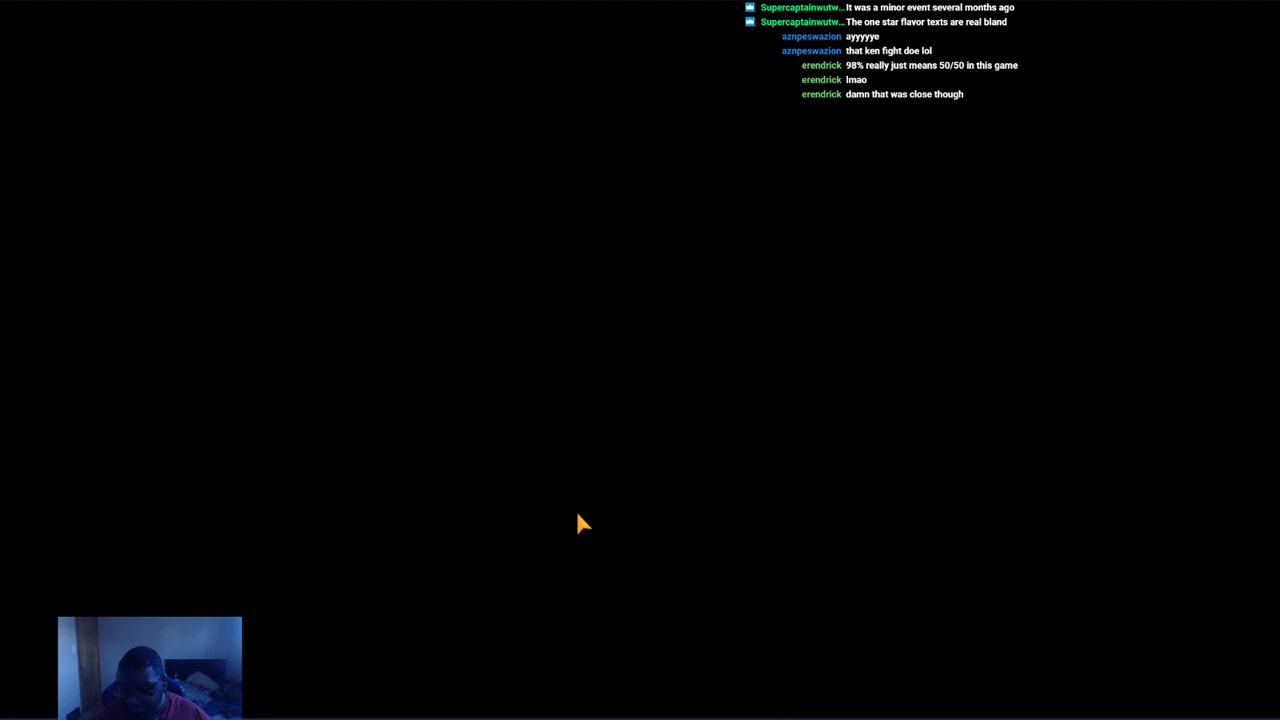 Supercaptainwutw... It was a minor event several months ago
Supercaptainwutw... The one star flavor texts are real bland
aznpeswazion ayyyyye
aznpeswazion that ken fight doe lol
erendrick 98% really just means 50/50 in this game
erendrick lmao
erendrick damn that was close though